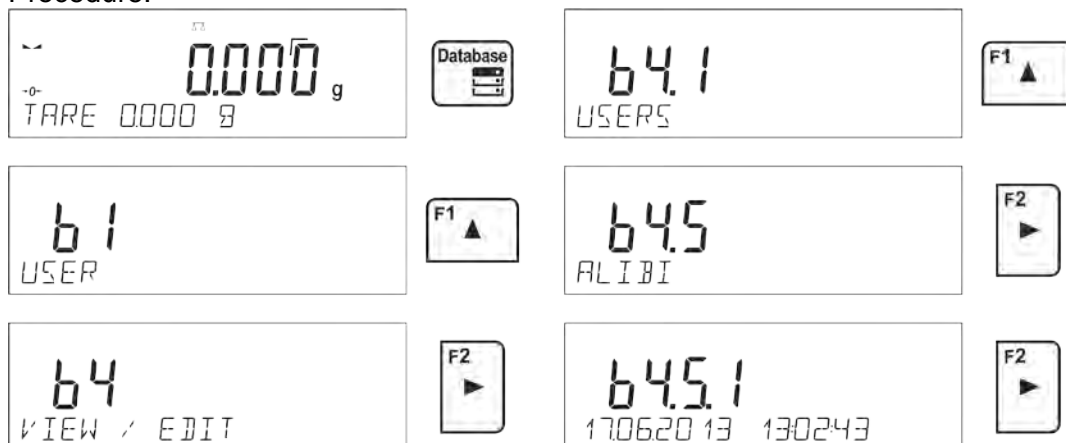 Procedure:
0.000 g
TARE 0.000 g
Database
b1
USER
F1
b4
VIEW / EDIT
F2
b4.1
USERS
F1
b4.5
ALIBI
F2
b4.5.1
17.06.2013 13:02:43
F2